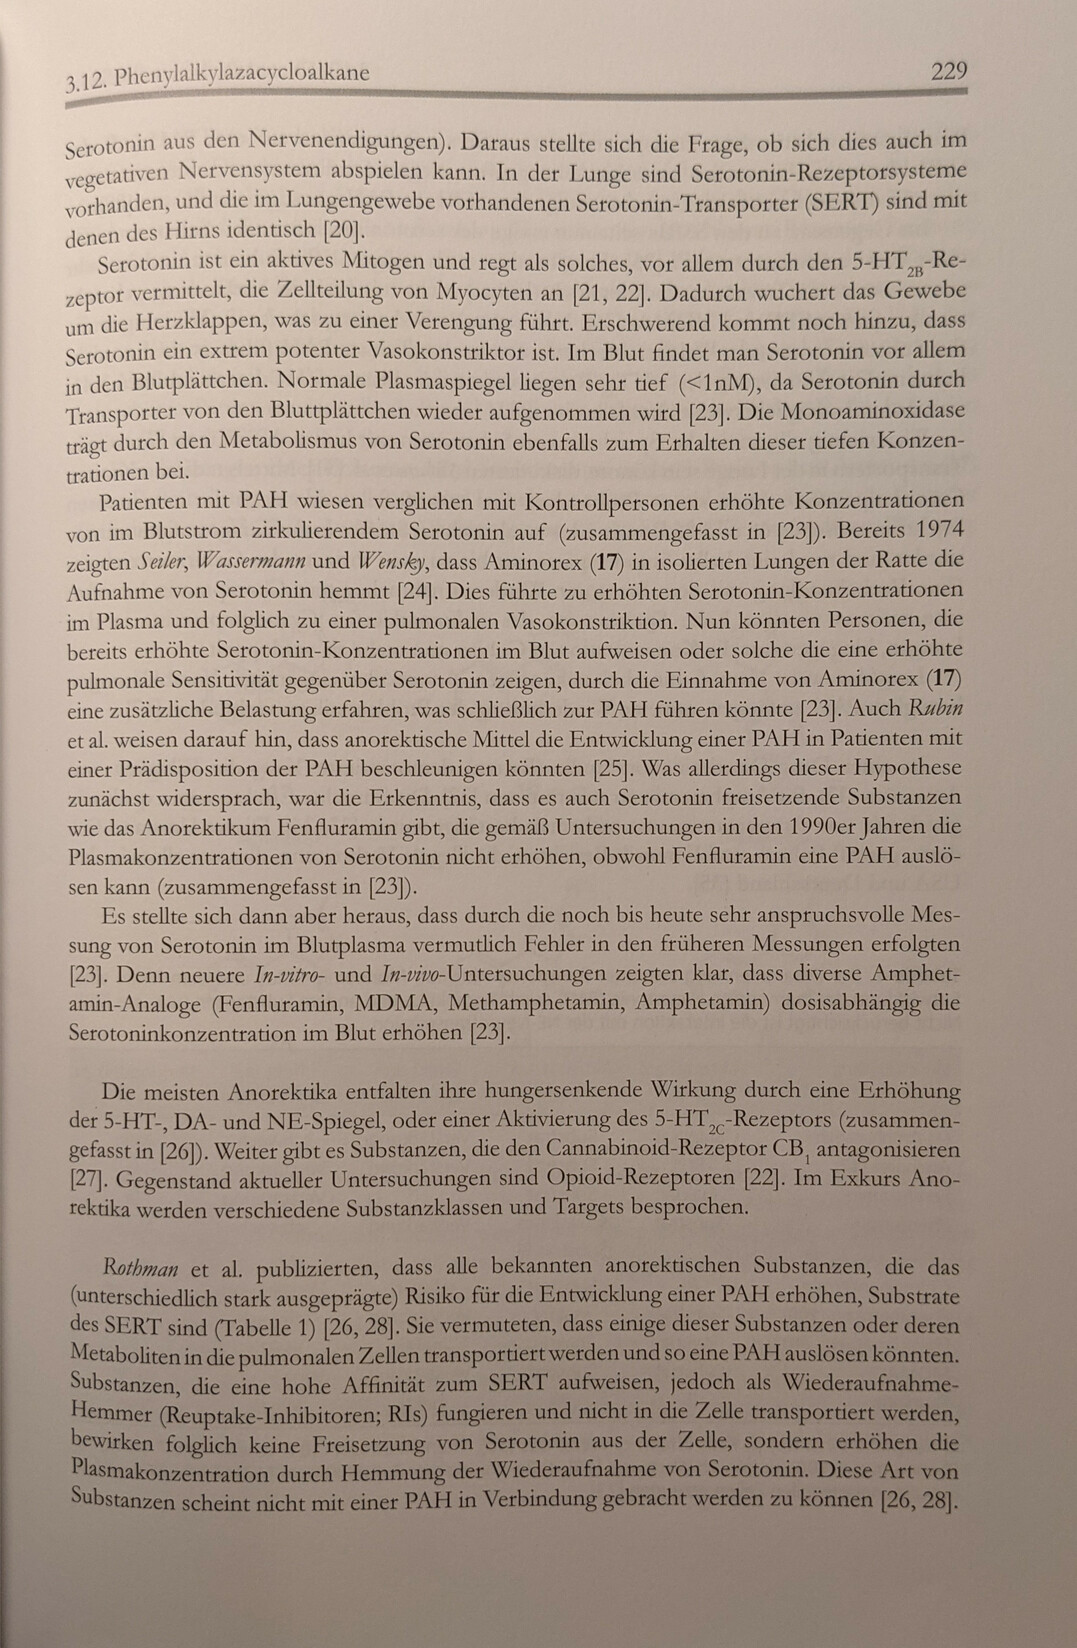 3.12. Phenylalkylazacycloalkane 229
Serotonin aus den Nervenendigungen). Daraus stellte sich die Frage, ob sich dies auch im
vegetativen Nervensystem abspielen kann. In der Lunge sind Serotonin-Rezeptorsysteme
vorhanden, und die im Lungengewebe vorhandenen Serotonin-Transporter (SERT) sind mit
denen des Hirns identisch [20].
Serotonin ist ein aktives Mitogen und regt als solches, vor allem durch den 5-HT2B-Re-
zeptor vermittelt, die Zellteilung von Myocyten an [21, 22]. Dadurch wuchert das Gewebe
um die Herzklappen, was zu einer Verengung führt. Erschwerend kommt noch hinzu, dass
Serotonin ein extrem potenter Vasokonstriktor ist. Im Blut findet man Serotonin vor allem
in den Blutplättchen. Normale Plasmaspiegel liegen sehr tief (<1nM), da Serotonin durch
Transporter von den Bluttplättchen wieder aufgenommen wird [23]. Die Monoaminoxidase
trägt durch den Metabolismus von Serotonin ebenfalls zum Erhalten dieser tiefen Konzen-
trationen bei.
Patienten mit PAH wiesen verglichen mit Kontrollpersonen erhöhte Konzentrationen
von im Blutstrom zirkulierendem Serotonin auf (zusammengefasst in [23]). Bereits 1974
zeigten Seiler, Wassermann und Wensky, dass Aminorex (17) in isolierten Lungen der Ratte die
Aufnahme von Serotonin hemmt [24]. Dies führte zu erhöhten Serotonin-Konzentrationen
im Plasma und folglich zu einer pulmonalen Vasokonstriktion. Nun könnten Personen, die
bereits erhöhte Serotonin-Konzentrationen im Blut aufweisen oder solche die eine erhöhte
pulmonale Sensitivität gegenüber Serotonin zeigen, durch die Einnahme von Aminorex (17)
eine zusätzliche Belastung erfahren, was schließlich zur PAH führen könnte [23]. Auch Rubin
et al. weisen darauf hin, dass anorektische Mittel die Entwicklung einer PAH in Patienten mit
einer Prädisposition der PAH beschleunigen könnten [25]. Was allerdings dieser Hypothese
zunächst widersprach, war die Erkenntnis, dass es auch Serotonin freisetzende Substanzen
wie das Anorektikum Fenfluramin gibt, die gemäß Untersuchungen in den 1990er Jahren die
Plasmakonzentrationen von Serotonin nicht erhöhen, obwohl Fenfluramin eine PAH auslö-
sen kann (zusammengefasst in [23]).
Es stellte sich dann aber heraus, dass durch die noch bis heute sehr anspruchsvolle Mes-
sung von Serotonin im Blutplasma vermutlich Fehler in den früheren Messungen erfolgten
[23]. Denn neuere In-vitro- und In-vivo-Untersuchungen zeigten klar, dass diverse Amphet-
amin-Analoge (Fenfluramin, MDMA, Methamphetamin, Amphetamin) dosisabhängig die
Serotoninkonzentration im Blut erhöhen [23].
Die meisten Anorektika entfalten ihre hungersenkende Wirkung durch eine Erhöhung
der 5-HT-, DA- und NE-Spiegel, oder einer Aktivierung des 5-HT2C-Rezeptors (zusammen-
gefasst in [26]). Weiter gibt es Substanzen, die den Cannabinoid-Rezeptor CB1 antagonisieren
[27]. Gegenstand aktueller Untersuchungen sind Opioid-Rezeptoren [22]. Im Exkurs Ano-
rektika werden verschiedene Substanzklassen und Targets besprochen.
Rothman et al. publizierten, dass alle bekannten anorektischen Substanzen, die das
(unterschiedlich stark ausgeprägte) Risiko für die Entwicklung einer PAH erhöhen, Substrate
des SERT sind (Tabelle 1) [26, 28]. Sie vermuteten, dass einige dieser Substanzen oder deren
Metaboliten in die pulmonalen Zellen transportiert werden und so eine PAH auslösen könnten.
Substanzen, die eine hohe Affinität zum SERT aufweisen, jedoch als Wiederaufnahme-
Hemmer (Reuptake-Inhibitoren; RIs) fungieren und nicht in die Zelle transportiert werden,
bewirken folglich keine Freisetzung von Serotonin aus der Zelle, sondern erhöhen die
Plasmakonzentration durch Hemmung der Wiederaufnahme von Serotonin. Diese Art von
Substanzen scheint nicht mit einer PAH in Verbindung gebracht werden zu können [26, 28].